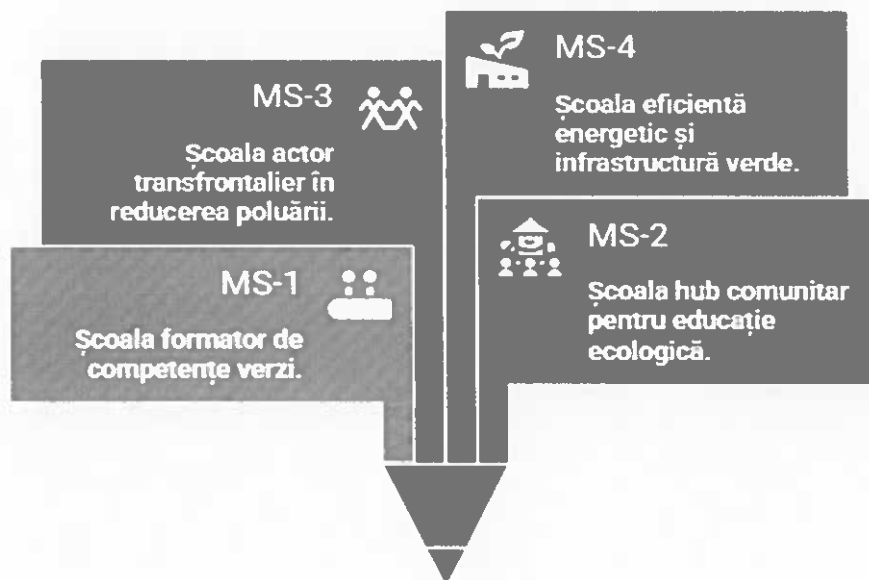 MS-4
Școala eficientă
energetic și
infrastructură verde.
MS-3
Școala actor
transfrontalier în
reducerea poluării.
MS-2
Școala hub comunitar
pentru educație
ecologică.
MS-1
Școala formator de
competențe verzi.